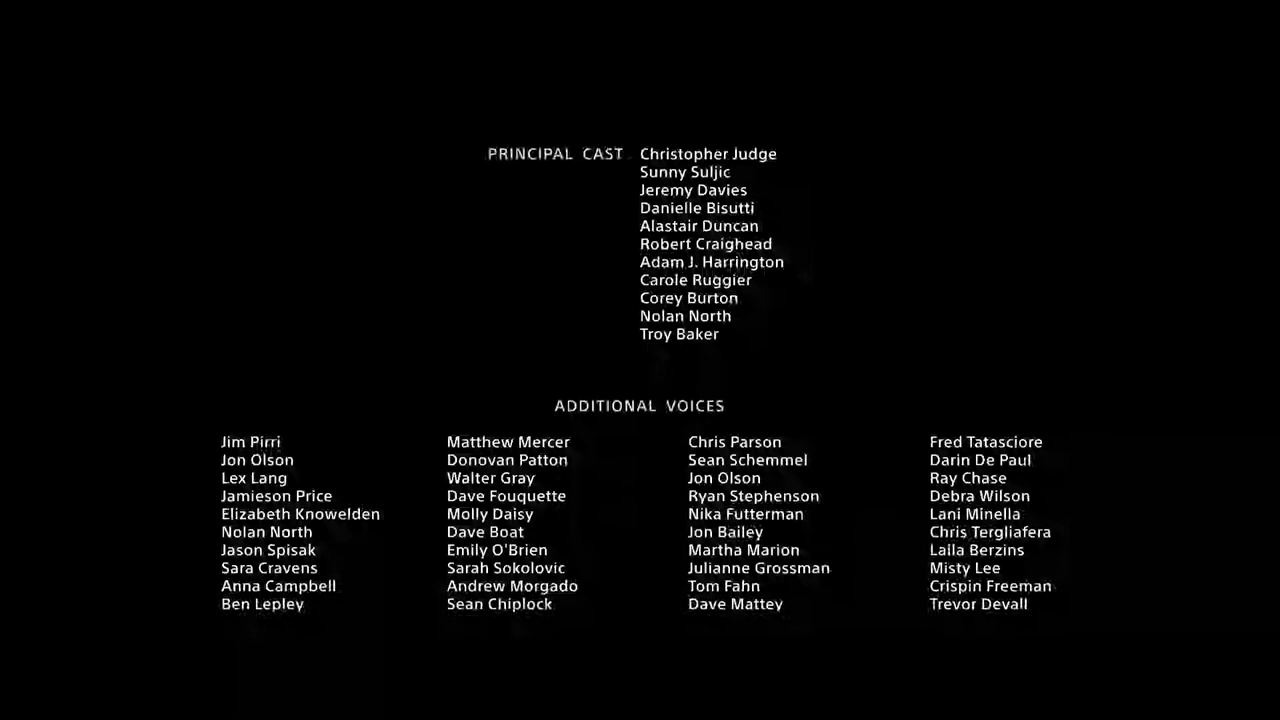 PRINCIPAL CAST Christopher Judge
Sunny Suljic
Jeremy Davies
Danielle Bisutti
Alastair Duncan
Robert Craighead
Adam J. Harrington
Carole Ruggier
Corey Burton
Nolan North
Troy Baker
ADDITIONAL VOICES
Jim Pirri
Jon Olson
Lex Lang
Jamieson Price
Elizabeth Knowelden
Nolan North
Jason Spisak
Sara Cravens
Anna Campbell
Ben Lepley
Matthew Mercer
Donovan Patton
Walter Gray
Dave Fouquette
Molly Daisy
Dave Boat
Emily O'Brien
Sarah Sokolovic
Andrew Morgado
Sean Chiplock
Chris Parson
Sean Schemmel
Jon Olson
Ryan Stephenson
Nika Futterman
Jon Bailey
Martha Marion
Julianne Grossman
Tom Fahn
Dave Mattey
Fred Tatasciore
Darin De Paul
Ray Chase
Debra Wilson
Lani Minella
Chris Tergliafera
Laila Berzins
Misty Lee
Crispin Freeman
Trevor Devall